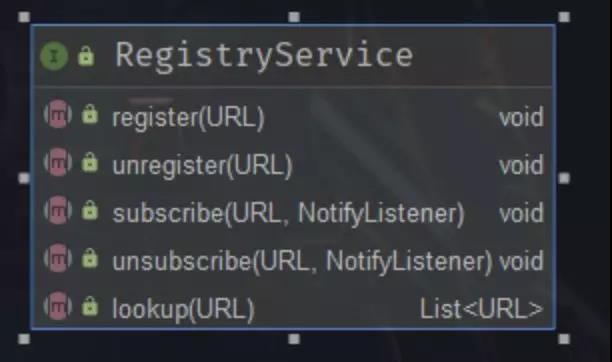 I RegistryService
m register(URL) void
m unregister(URL) void
m subscribe(URL, NotifyListener) void
m unsubscribe(URL, NotifyListener) void
m lookup(URL) List<URL>